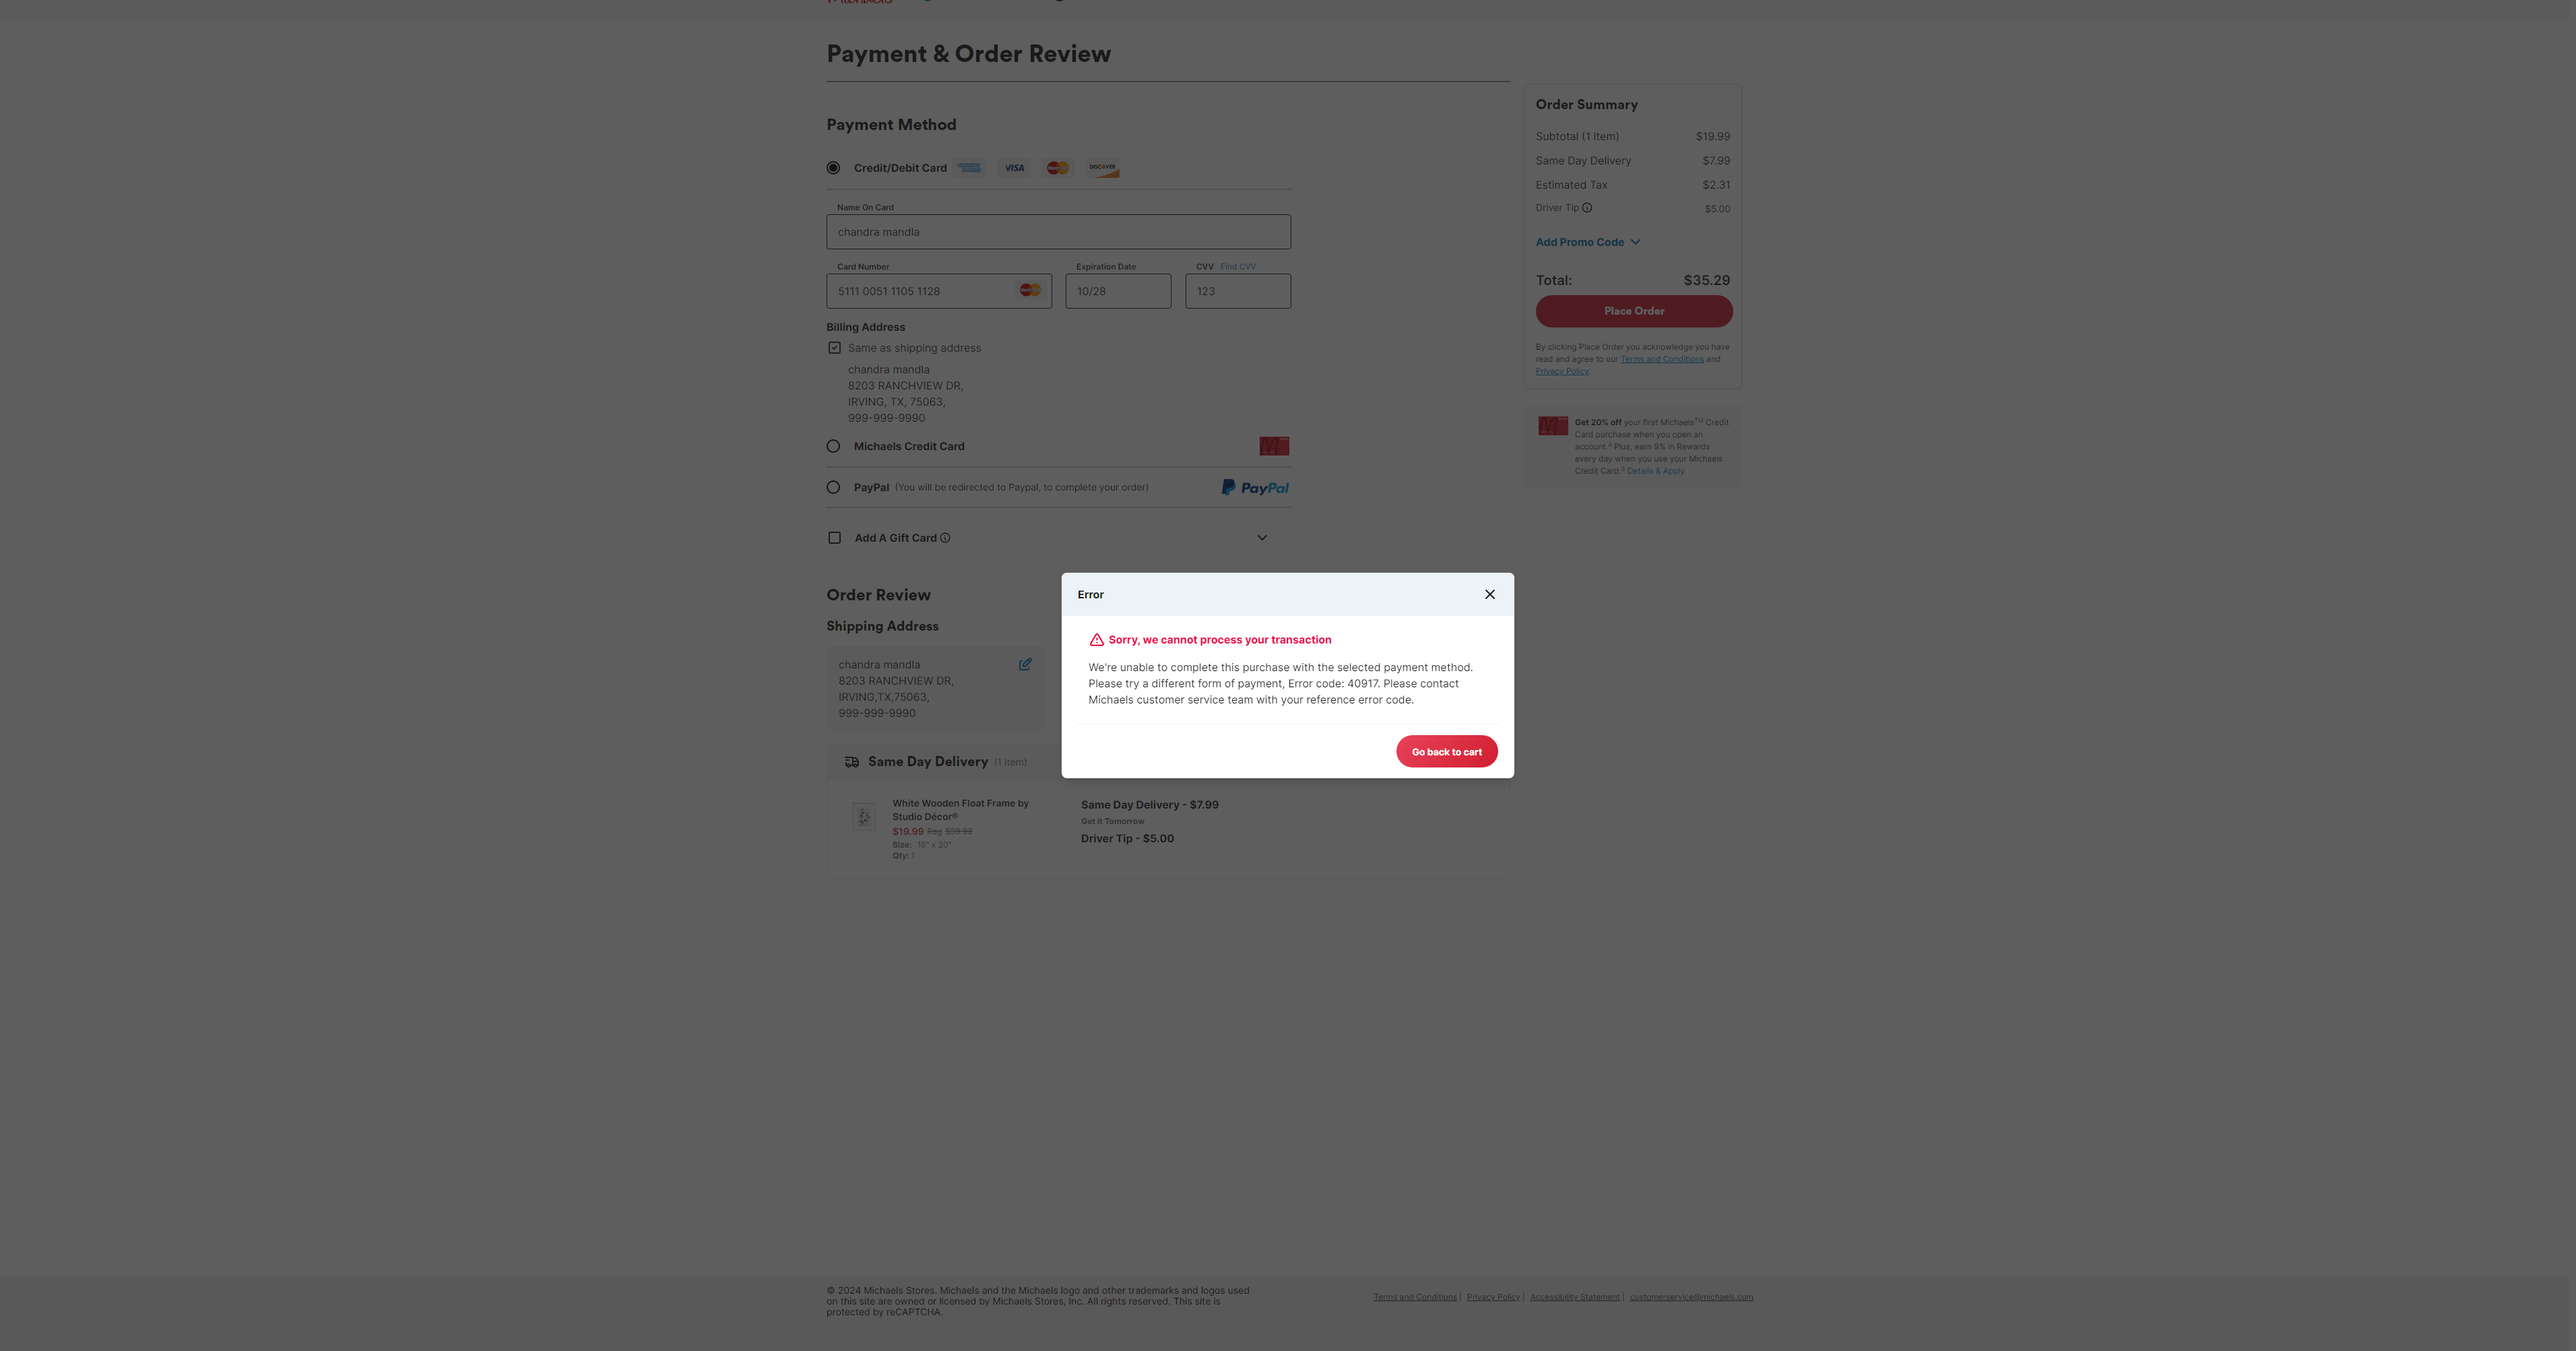 Michaels
Payment & Order Review
Payment Method
Credit/Debit Card
VISA
DISCOVER
Name On Card
chandra mandla
Card Number
Expiration Date
CVV Find CVV
5111 0051 1105 1128
10/28
123
Billing Address
Same as shipping address
chandra mandla
8203 RANCHVIEW DR,
IRVING, TX, 75063,
999-999-9990
Michaels Credit Card
PayPal (You will be redirected to Paypal, to complete your order)
PayPal
Add A Gift Card
Order Review
Shipping Address
chandra mandla
8203 RANCHVIEW DR,
IRVING,TX,75063,
999-999-9990
Same Day Delivery (1 item)
White Wooden Float Frame by
Studio Décor®
$19.99 Reg $39.99
Size: 16" x 20"
Qty: 1
Same Day Delivery - $7.99
Get it Tomorrow
Driver Tip - $5.00
Order Summary
Subtotal (1 item) $19.99
Same Day Delivery $7.99
Estimated Tax $2.31
Driver Tip $5.00
Add Promo Code
Total: $35.29
Place Order
By clicking Place Order you acknowledge you have
read and agree to our Terms and Conditions and
Privacy Policy.
Get 20% off your first Michaels™ Credit
Card purchase when you open an
account.⁴ Plus, earn 9% in Rewards
every day when you use your Michaels
Credit Card.³ Details & Apply
Error
Sorry, we cannot process your transaction
We're unable to complete this purchase with the selected payment method.
Please try a different form of payment, Error code: 40917. Please contact
Michaels customer service team with your reference error code.
Go back to cart
© 2024 Michaels Stores. Michaels and the Michaels logo and other trademarks and logos used
on this site are owned or licensed by Michaels Stores, Inc. All rights reserved. This site is
protected by reCAPTCHA.
Terms and Conditions | Privacy Policy | Accessibility Statement | customerservice@michaels.com